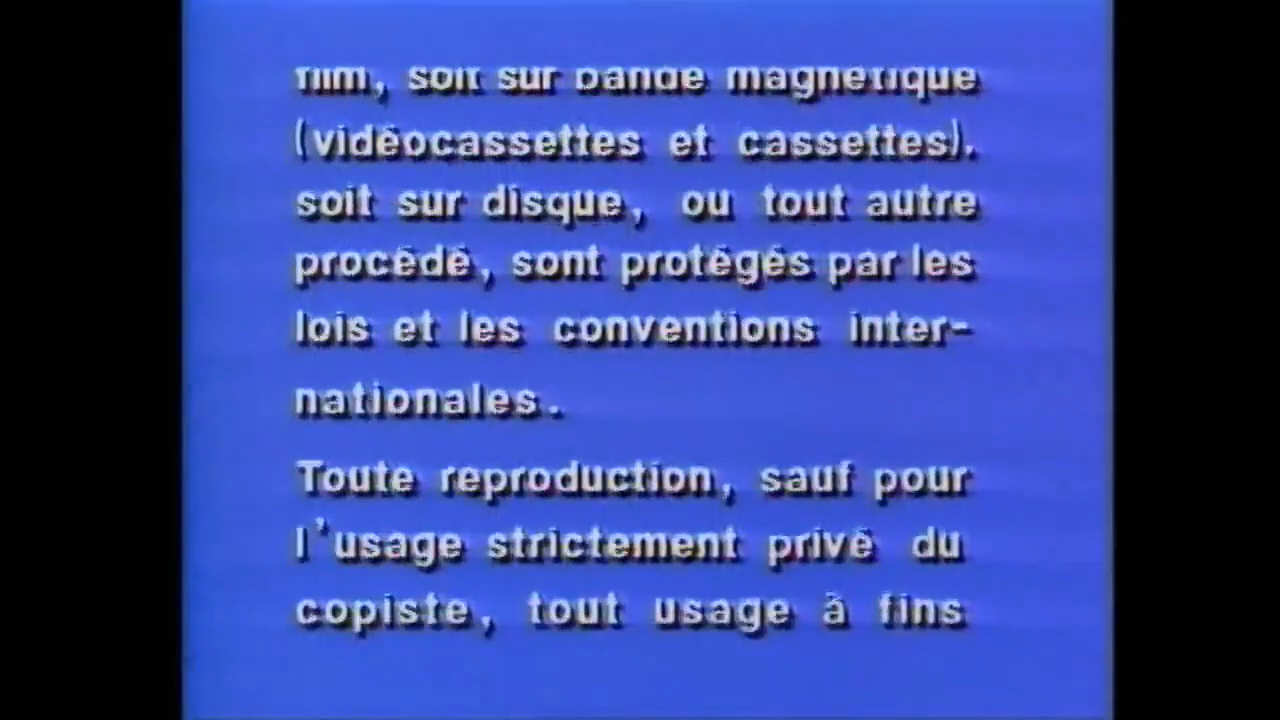 film, soit sur bande magnétique
(vidéocassettes et cassettes),
soit sur disque, ou tout autre
procédé, sont protégés par les
lois et les conventions inter-
nationales.
Toute reproduction, sauf pour
l'usage strictement privé du
copiste, tout usage à fins